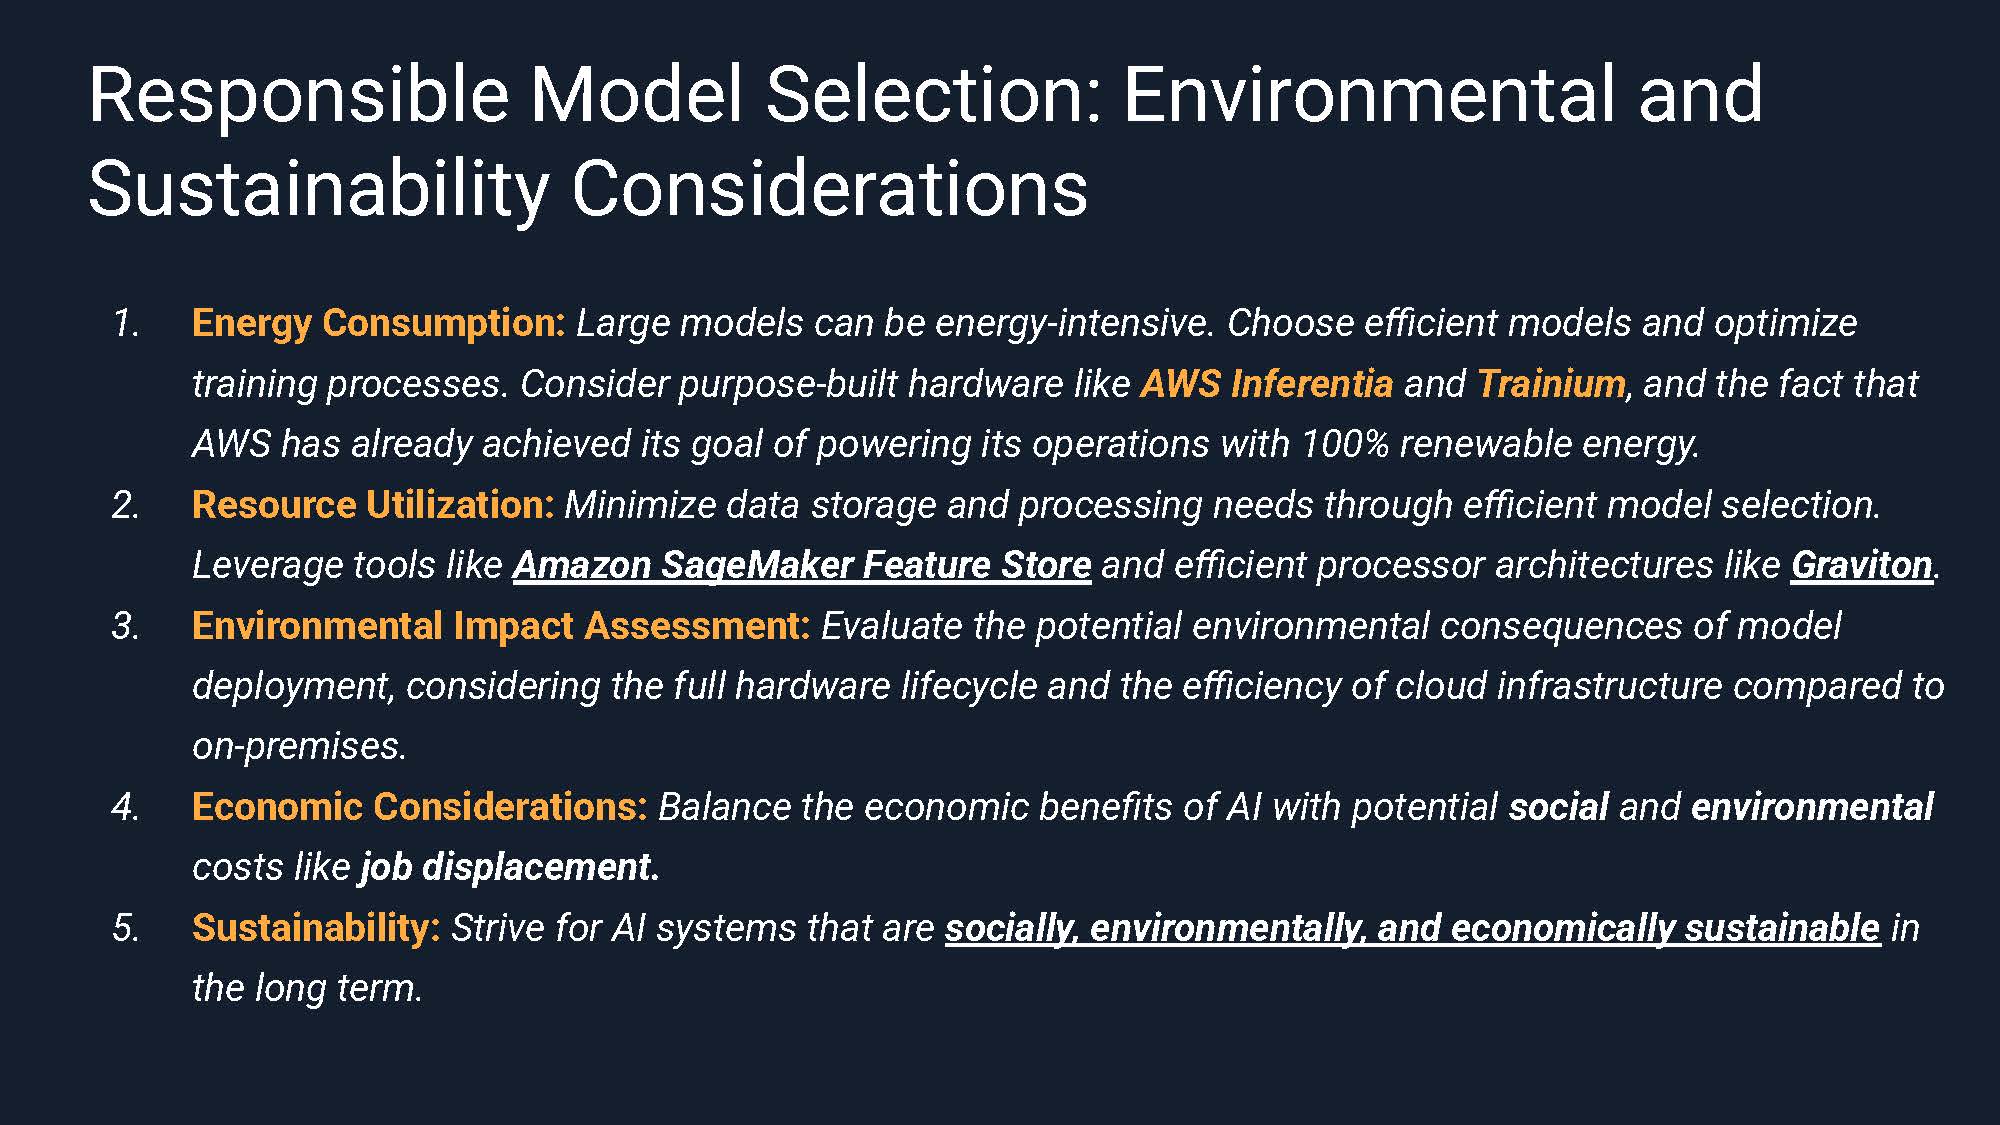 Responsible Model Selection: Environmental and
Sustainability Considerations
1. Energy Consumption: Large models can be energy-intensive. Choose efficient models and optimize
training processes. Consider purpose-built hardware like AWS Inferentia and Trainium, and the fact that
AWS has already achieved its goal of powering its operations with 100% renewable energy.
2. Resource Utilization: Minimize data storage and processing needs through efficient model selection.
Leverage tools like Amazon SageMaker Feature Store and efficient processor architectures like Graviton.
3. Environmental Impact Assessment: Evaluate the potential environmental consequences of model
deployment, considering the full hardware lifecycle and the efficiency of cloud infrastructure compared to
on-premises.
4. Economic Considerations: Balance the economic benefits of AI with potential social and environmental
costs like job displacement.
5. Sustainability: Strive for AI systems that are socially, environmentally, and economically sustainable in
the long term.